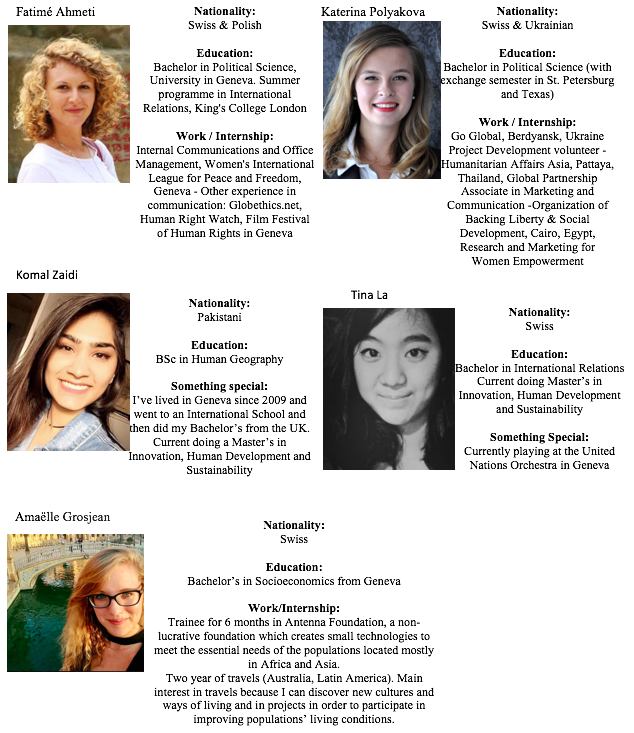 Fatimé Ahmeti
Nationality:
Swiss & Polish
Education:
Bachelor in Political Science,
University in Geneva. Summer
programme in International
Relations, King's College London
Work / Internship:
Internal Communications and Office
Management, Women's International
League for Peace and Freedom,
Geneva - Other experience in
communication: Globethics.net,
Human Right Watch, Film Festival
of Human Rights in Geneva
Katerina Polyakova
Nationality:
Swiss & Ukrainian
Education:
Bachelor in Political Science (with
exchange semester in St. Petersburg
and Texas)
Work / Internship:
Go Global, Berdyansk, Ukraine
Project Development volunteer -
Humanitarian Affairs Asia, Pattaya,
Thailand, Global Partnership
Associate in Marketing and
Communication -Organization of
Backing Liberty & Social
Development, Cairo, Egypt,
Research and Marketing for
Women Empowerment
Komal Zaidi
Nationality:
Pakistani
Education:
BSc in Human Geography
Something special:
I've lived in Geneva since 2009 and
went to an International School and
then did my Bachelor's from the UK.
Current doing a Master's in
Innovation, Human Development and
Sustainability
Tina La
Nationality:
Swiss
Education:
Bachelor in International Relations
Current doing Master's in
Innovation, Human Development
and Sustainability
Something Special:
Currently playing at the United
Nations Orchestra in Geneva
Amaëlle Grosjean
Nationality:
Swiss
Education:
Bachelor's in Socioeconomics from Geneva
Work/Internship:
Trainee for 6 months in Antenna Foundation, a non-
lucrative foundation which creates small technologies to
meet the essential needs of the populations located mostly
in Africa and Asia.
Two year of travels (Australia, Latin America). Main
interest in travels because I can discover new cultures and
ways of living and in projects in order to participate in
improving populations' living conditions.